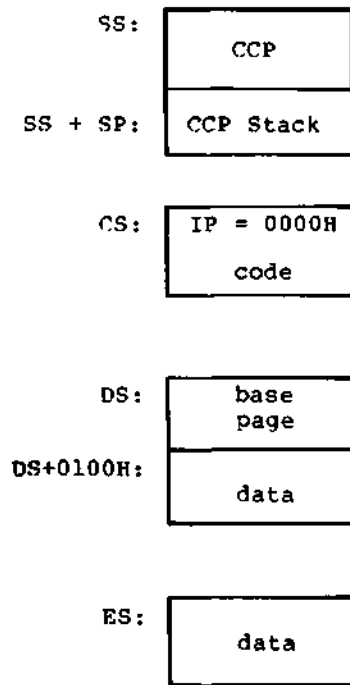 SS:
CCP
SS + SP: CCP Stack
CS: IP = 0000H
code
DS: base
page
DS+0100H:
data
ES:
data